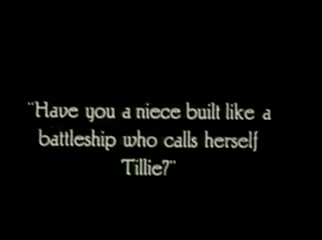 "Have you a niece built like a
battleship who calls herself
Tillie?"